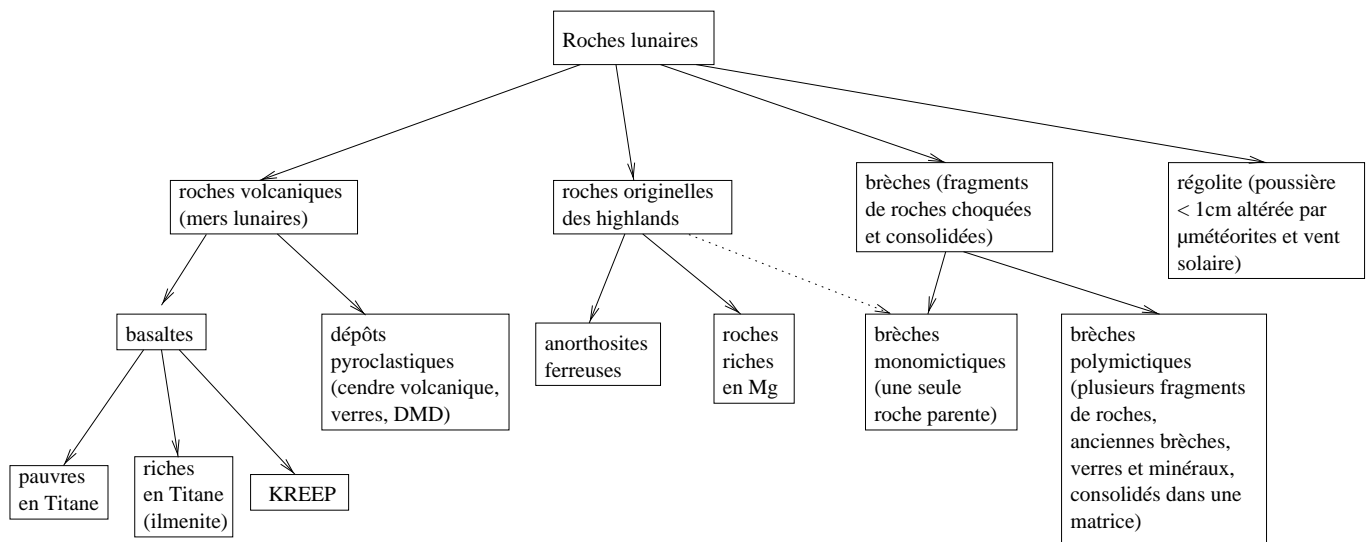 Roches lunaires
roches volcaniques
(mers lunaires)
roches originelles
des highlands
brèches (fragments
de roches choquées
et consolidées)
régolite (poussière
< 1cm altérée par
µmétéorites et vent
solaire)
basaltes
dépôts
pyroclastiques
(cendre volcanique,
verres, DMD)
anorthosites
ferreuses
roches
riches
en Mg
brèches
monomictiques
(une seule
roche parente)
brèches
polymictiques
(plusieurs fragments
de roches,
anciennes brèches,
verres et minéraux,
consolidés dans une
matrice)
pauvres
en Titane
riches
en Titane
(ilmenite)
KREEP